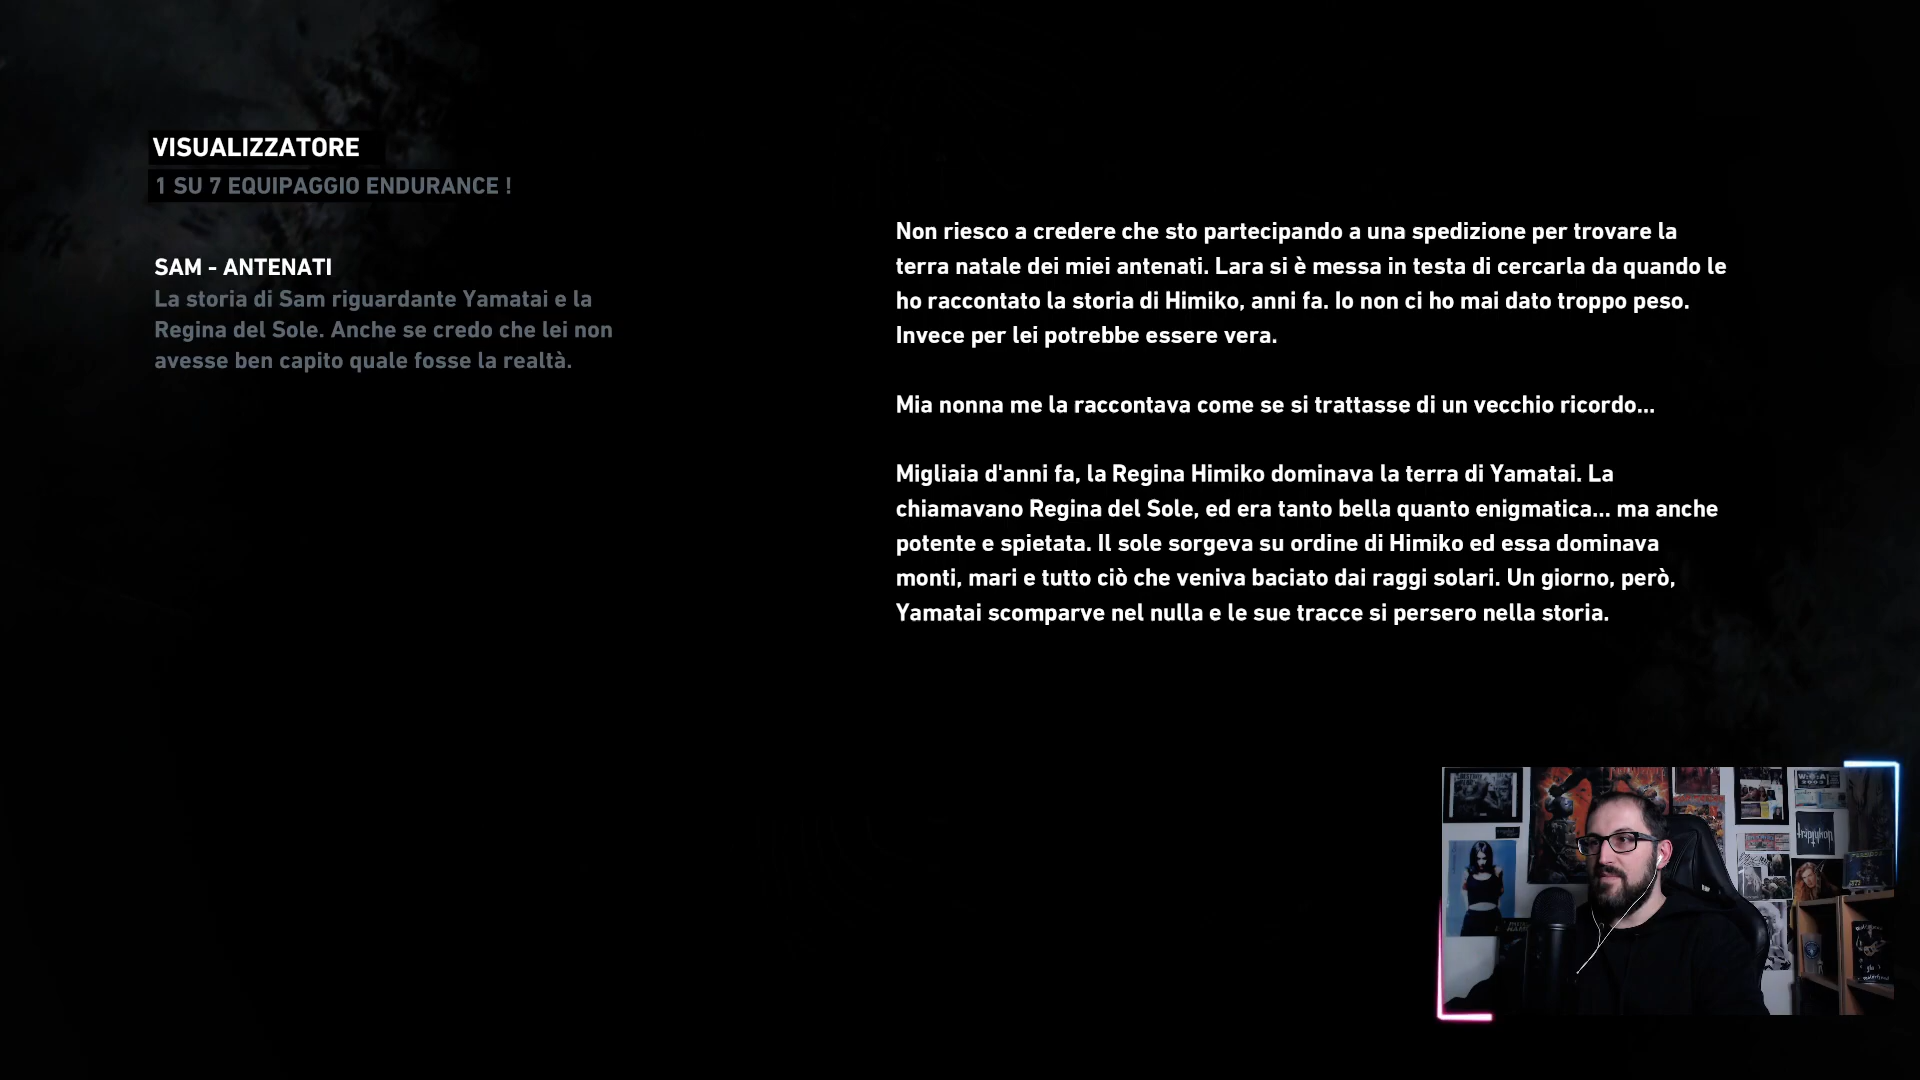 VISUALIZZATORE
1 SU 7 EQUIPAGGIO ENDURANCE !
SAM - ANTENATI
La storia di Sam riguardante Yamatai e la
Regina del Sole. Anche se credo che lei non
avesse ben capito quale fosse la realtà.
Non riesco a credere che sto partecipando a una spedizione per trovare la
terra natale dei miei antenati. Lara si è messa in testa di cercarla da quando le
ho raccontato la storia di Himiko, anni fa. Io non ci ho mai dato troppo peso.
Invece per lei potrebbe essere vera.
Mia nonna me la raccontava come se si trattasse di un vecchio ricordo...
Migliaia d'anni fa, la Regina Himiko dominava la terra di Yamatai. La
chiamavano Regina del Sole, ed era tanto bella quanto enigmatica... ma anche
potente e spietata. Il sole sorgeva su ordine di Himiko ed essa dominava
monti, mari e tutto ciò che veniva baciato dai raggi solari. Un giorno, però,
Yamatai scomparve nel nulla e le sue tracce si persero nella storia.
triptykon